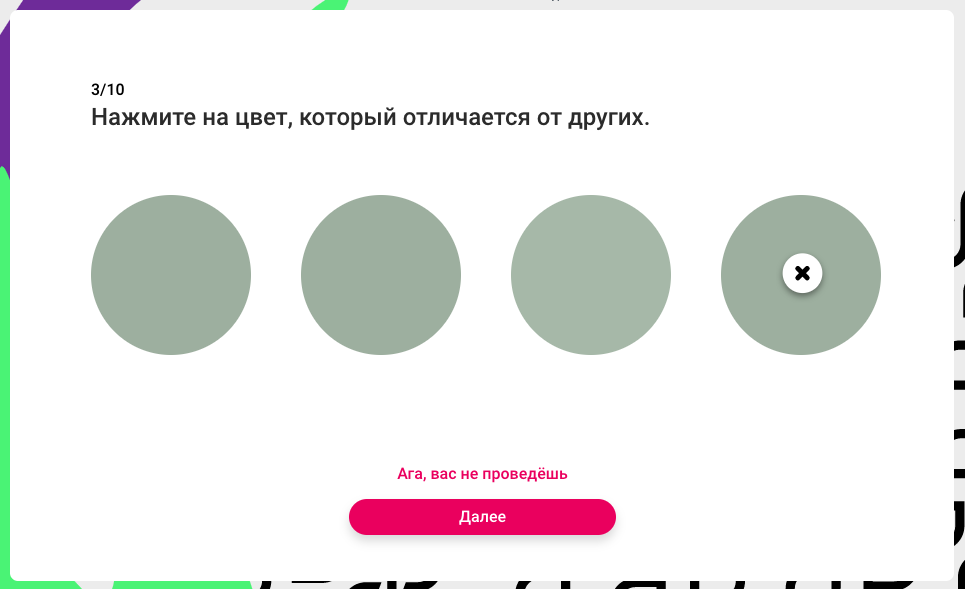 3/10
Нажмите на цвет, который отличается от других.
Ага, вас не проведёшь
Далее